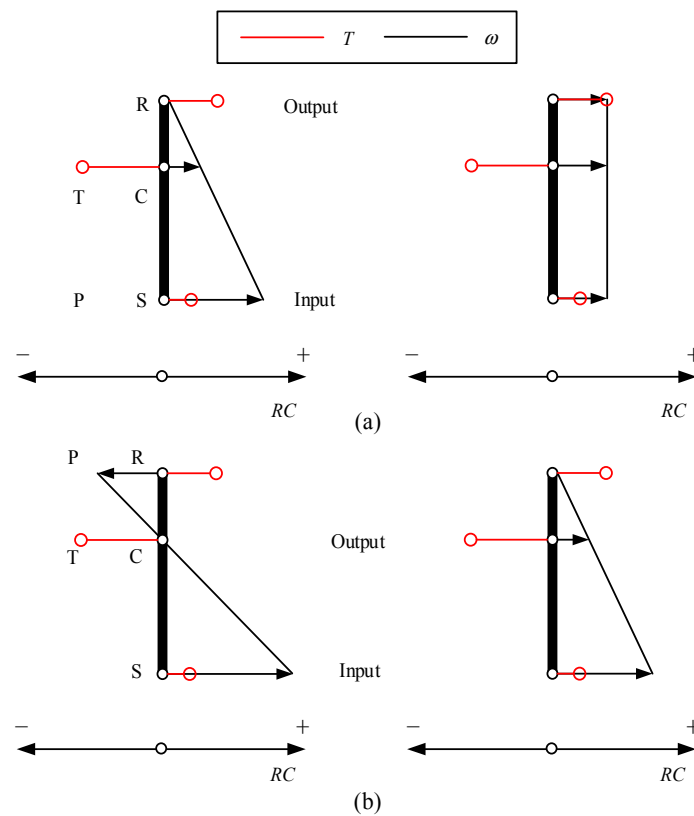 T ω
R Output
T C
P S Input
− + − +
RC RC
(a)
P R
T C Output
S Input
− + − +
RC RC
(b)